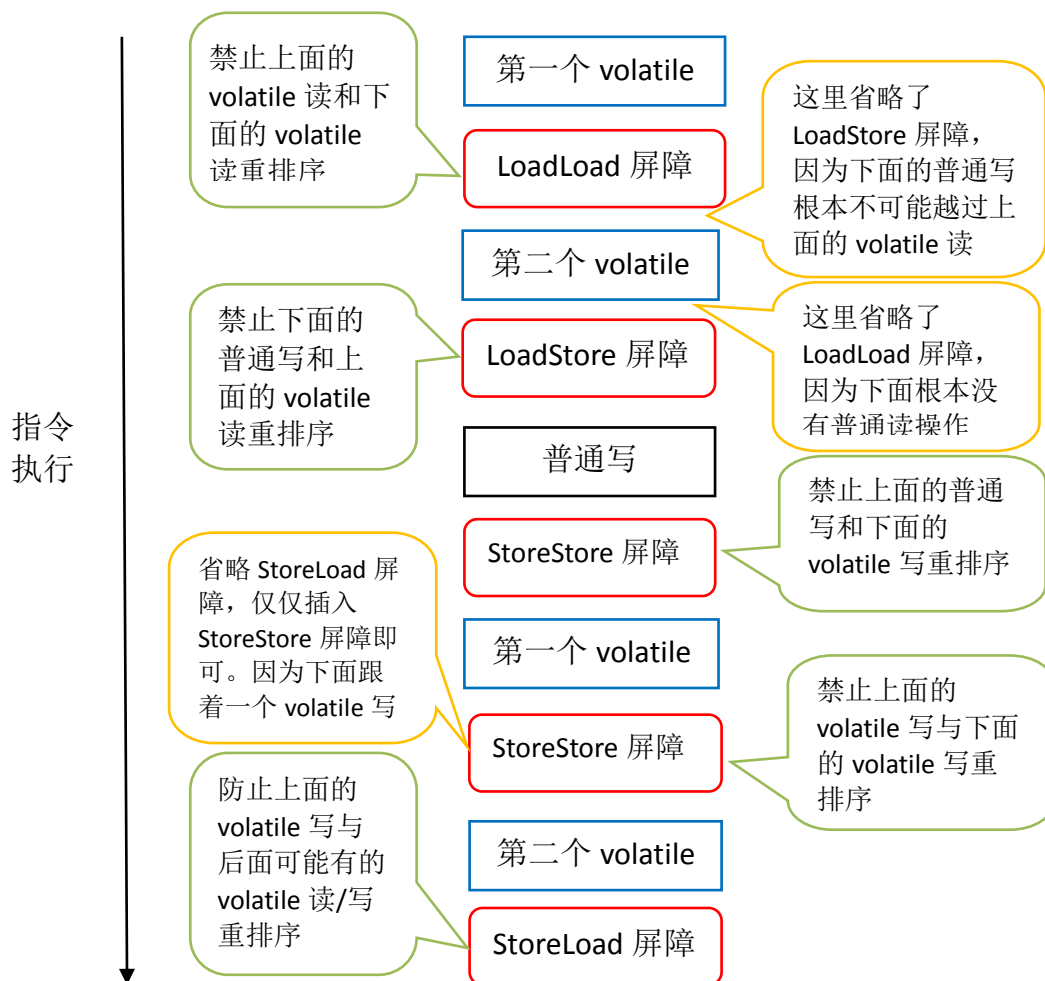 禁止上面的
volatile 读和下
面的 volatile
读重排序
第一个 volatile
这里省略了
LoadStore 屏障，
因为下面的普通写
根本不可能越过上
面的 volatile 读
LoadLoad 屏障
第二个 volatile
禁止下面的
普通写和上
面的 volatile
读重排序
LoadStore 屏障
这里省略了
LoadLoad 屏障，
因为下面根本没
有普通读操作
指令
执行
普通写
禁止上面的普通
写和下面的
volatile 写重排序
StoreStore 屏障
省略 StoreLoad 屏
障，仅仅插入
StoreStore 屏障即
可。因为下面跟
着一个 volatile 写
第一个 volatile
禁止上面的
volatile 写与下面
的 volatile 写重
排序
StoreStore 屏障
防止上面的
volatile 写与
后面可能有的
volatile 读/写
重排序
第二个 volatile
StoreLoad 屏障